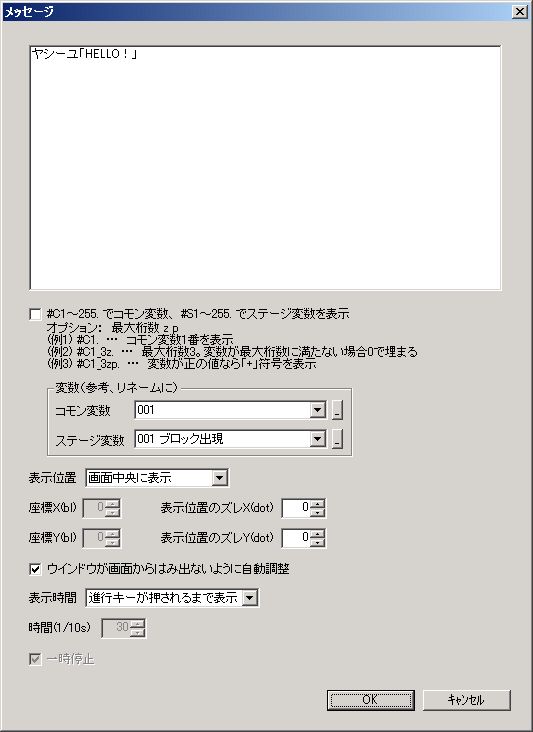 メッセージ
ヤシーユ「HELLO！」
#C1～255. でコモン変数、 #S1～255. でステージ変数を表示
オプション： 最大桁数 z p
(例1) #C1. … コモン変数1番を表示
(例2) #C1_3z. … 最大桁数3。変数が最大桁数に満たない場合0で埋まる
(例3) #C1_3zp. … 変数が正の値なら「+」符号を表示
変数(参考、リネームに)
コモン変数 001 _
ステージ変数 001 ブロック出現 _
表示位置 画面中央に表示
座標X(bl) 0 表示位置のズレX(dot) 0
座標Y(bl) 0 表示位置のズレY(dot) 0
ウインドウが画面からはみ出ないように自動調整
表示時間 進行キーが押されるまで表示
時間(1/10s) 30
一時停止
OK キャンセル